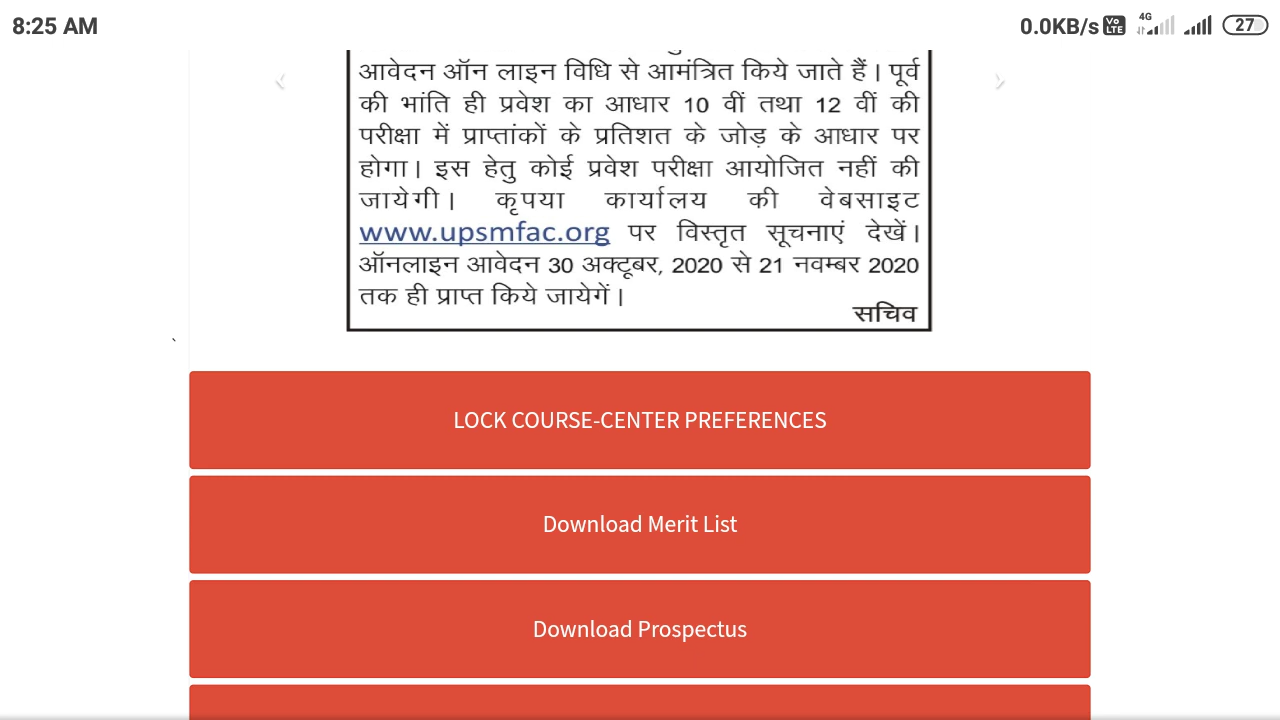 8:25 AM
0.0KB/s Vo LTE 4G 27
आवेदन ऑन लाइन विधि से आमंत्रित किये जाते हैं। पूर्व
की भांति ही प्रवेश का आधार 10 वीं तथा 12 वीं की
परीक्षा में प्राप्तांकों के प्रतिशत के जोड़ के आधार पर
होगा। इस हेतु कोई प्रवेश परीक्षा आयोजित नहीं की
जायेगी। कृपया कार्यालय की वेबसाइट
www.upsmfac.org पर विस्तृत सूचनाएं देखें।
ऑनलाइन आवेदन 30 अक्टूबर, 2020 से 21 नवम्बर 2020
तक ही प्राप्त किये जायेगें।
सचिव
LOCK COURSE-CENTER PREFERENCES
Download Merit List
Download Prospectus